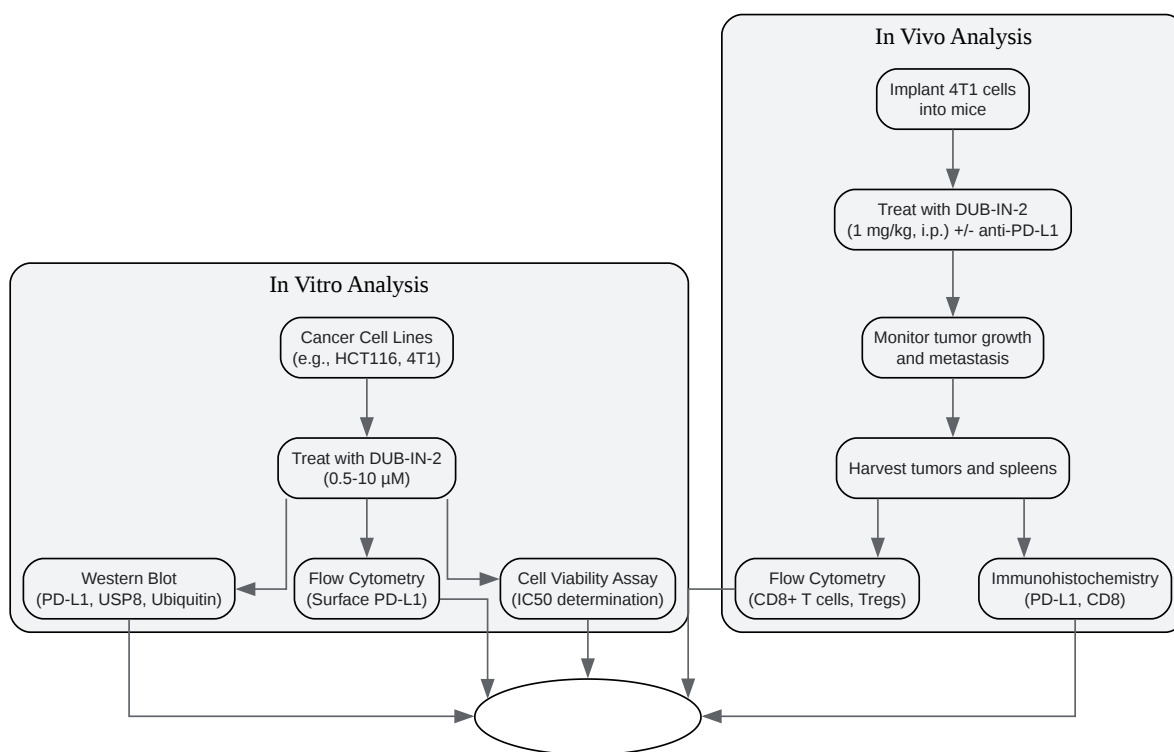 In Vivo Analysis
Implant 4T1 cells
into mice
Treat with DUB-IN-2
(1 mg/kg, i.p.) +/- anti-PD-L1
Monitor tumor growth
and metastasis
Harvest tumors and spleens
Flow Cytometry
(CD8+ T cells, Tregs)
Immunohistochemistry
(PD-L1, CD8)
In Vitro Analysis
Cancer Cell Lines
(e.g., HCT116, 4T1)
Treat with DUB-IN-2
(0.5-10 µM)
Western Blot
(PD-L1, USP8, Ubiquitin)
Flow Cytometry
(Surface PD-L1)
Cell Viability Assay
(IC50 determination)